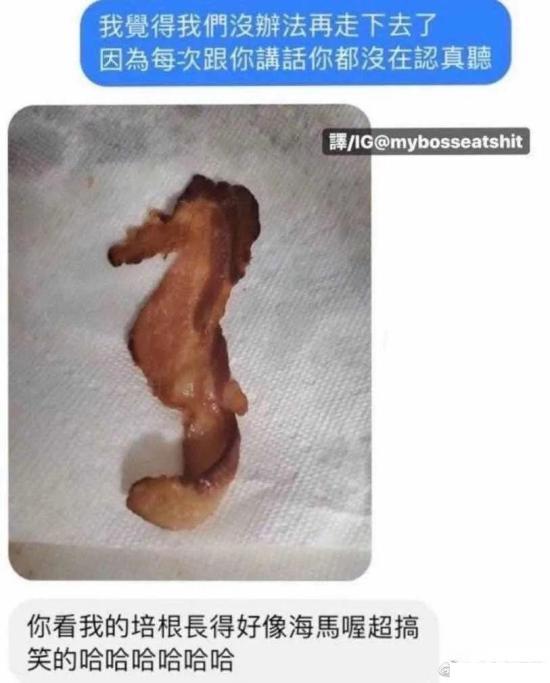 我覺得我們沒辦法再走下去了
因為每次跟你講話你都沒在認真聽
譯/IG@mybosseatshit
你看我的培根長得好像海馬喔超搞
笑的哈哈哈哈哈哈